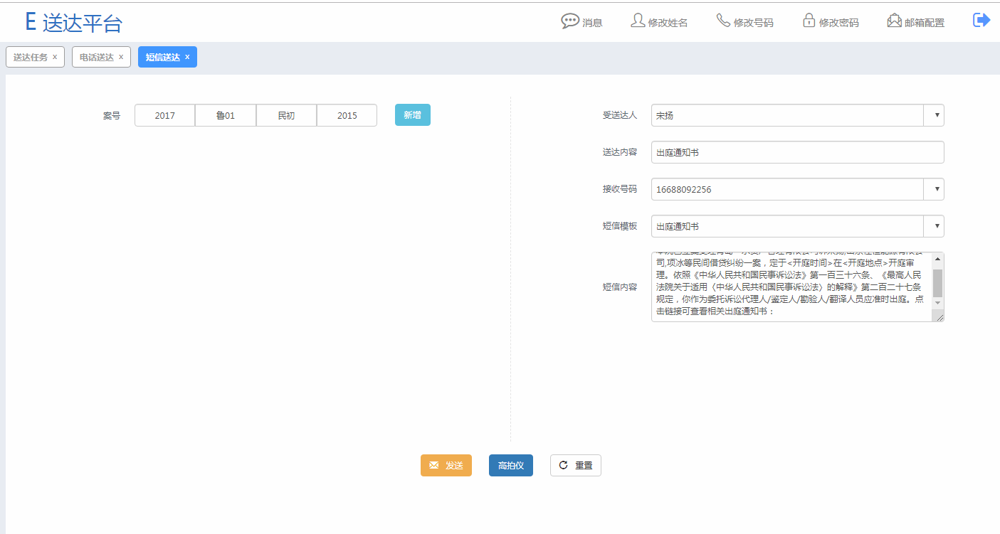 E 送达平台
消息 修改姓名 修改号码 修改密码 邮箱配置
送达任务 x 电话送达 x 短信送达 x
案号 2017 鲁01 民初 2015 新增
受送达人 宋扬
送达内容 出庭通知书
接收号码 16688092256
短信模板 出庭通知书
短信内容
司,项冰等民间借贷纠纷一案，定于<开庭时间>在<开庭地点>开庭审
理。依照《中华人民共和国民事诉讼法》第一百三十六条、《最高人民
法院关于适用〈中华人民共和国民事诉讼法〉的解释》第二百二十七条
规定，你作为委托诉讼代理人/鉴定人/勘验人/翻译人员应准时出庭。点
击链接可查看相关出庭通知书：
发送 高拍仪 重置